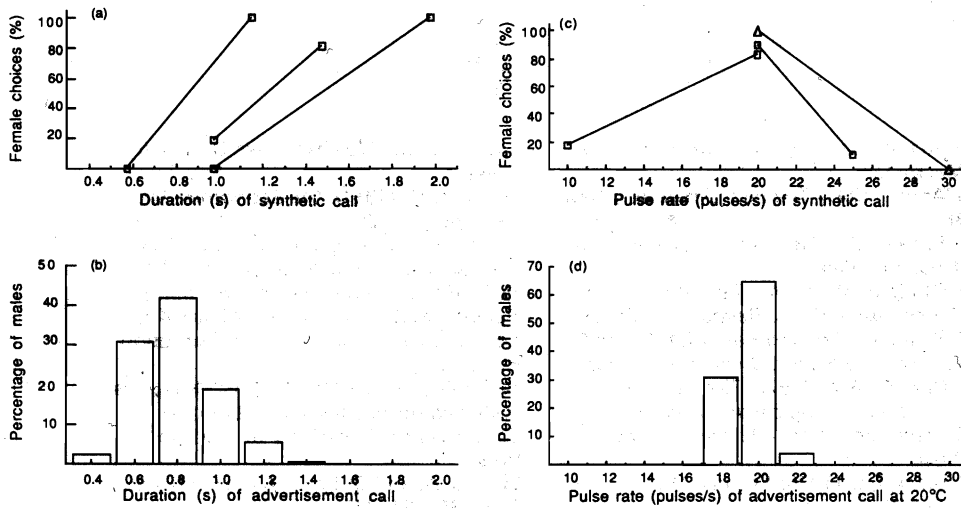 (a)
Female choices (%)
100
80
60
40
20
0.4 0.6 0.8 1.0 1.2 1.4 1.6 1.8 2.0
Duration (s) of synthetic call
(c)
Female choices (%)
100
80
60
40
20
10 12 14 16 18 20 22 24 26 28 30
Pulse rate (pulses/s) of synthetic call
(b)
Percentage of males
50
40
30
20
10
0.4 0.6 0.8 1.0 1.2 1.4 1.6 1.8 2.0
Duration (s) of advertisement call
(d)
Percentage of males
70
60
50
40
30
20
10
10 12 14 16 18 20 22 24 26 28 30
Pulse rate (pulses/s) of advertisement call at 20°C